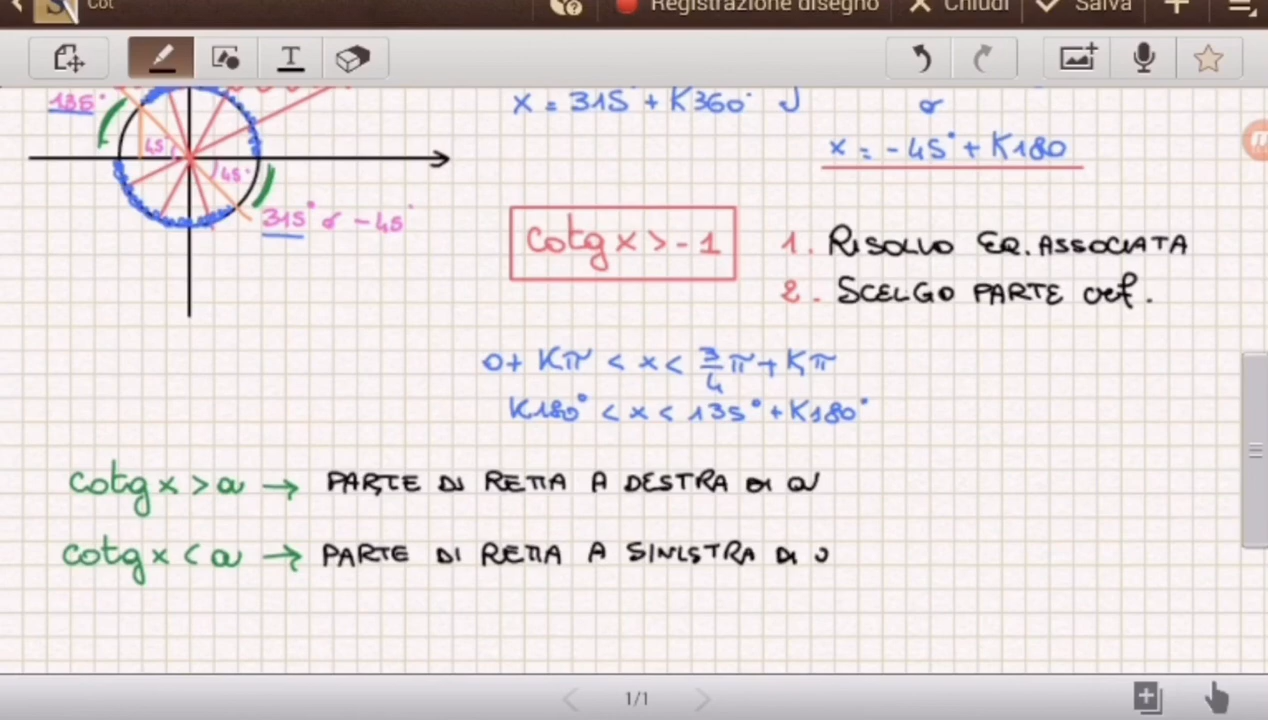 Cot
Registrazione disegno
Chiudi
Salva
135°
45°
45°
315° o -45°
x = 315° + K360°
o
x = -45° + K180
cotg x > -1
1. RISOLVO EQ. ASSOCIATA
2. SCELGO PARTE
0 + Kπ < x < 3/4 π + Kπ
K180° < x < 135° + K180°
cotg x > a → PARTE DI RETTA A DESTRA DI a
cotg x < a → PARTE DI RETTA A SINISTRA DI
1/1